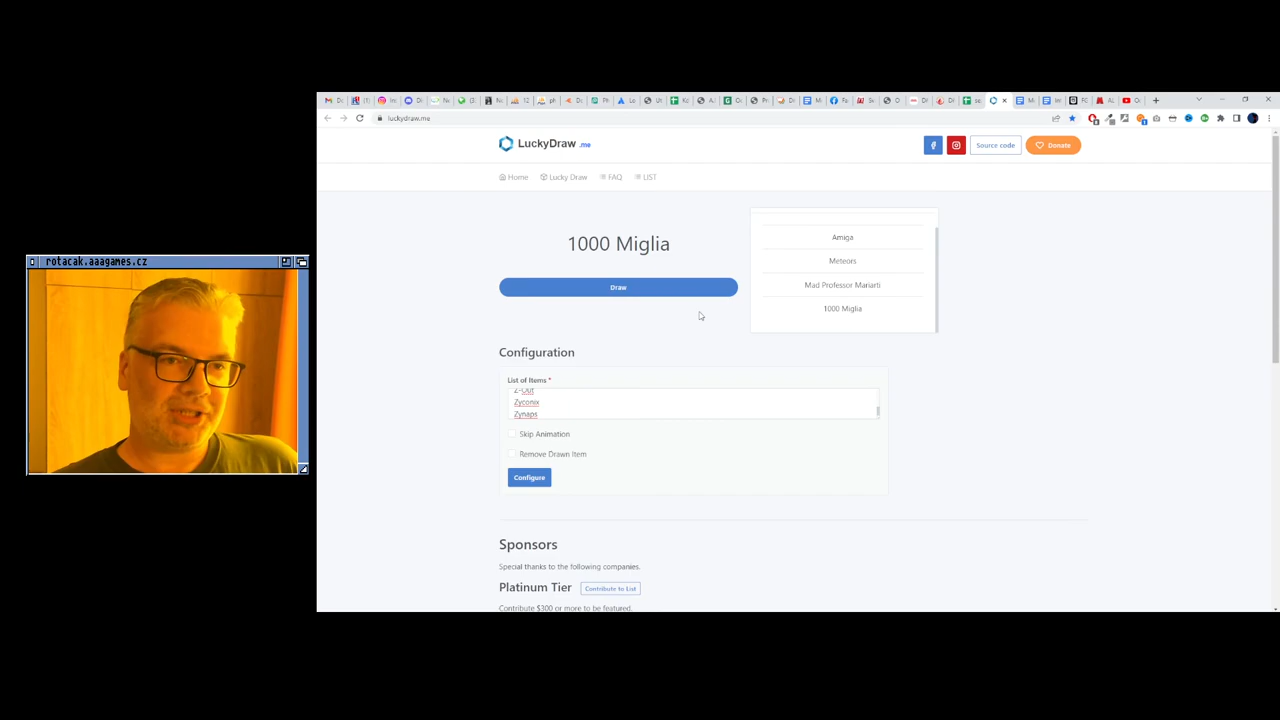 luckydraw.me
LuckyDraw .me
Source code
Donate
Home
Lucky Draw
FAQ
LIST
1000 Miglia
Draw
Amiga
Meteors
Mad Professor Mariarti
1000 Miglia
rotacak.aaagames.cz
Configuration
List of Items *
Z-Out
Zyconix
Zynaps
Skip Animation
Remove Drawn Item
Configure
Sponsors
Special thanks to the following companies.
Platinum Tier
Contribute to List
Contribute $300 or more to be featured.